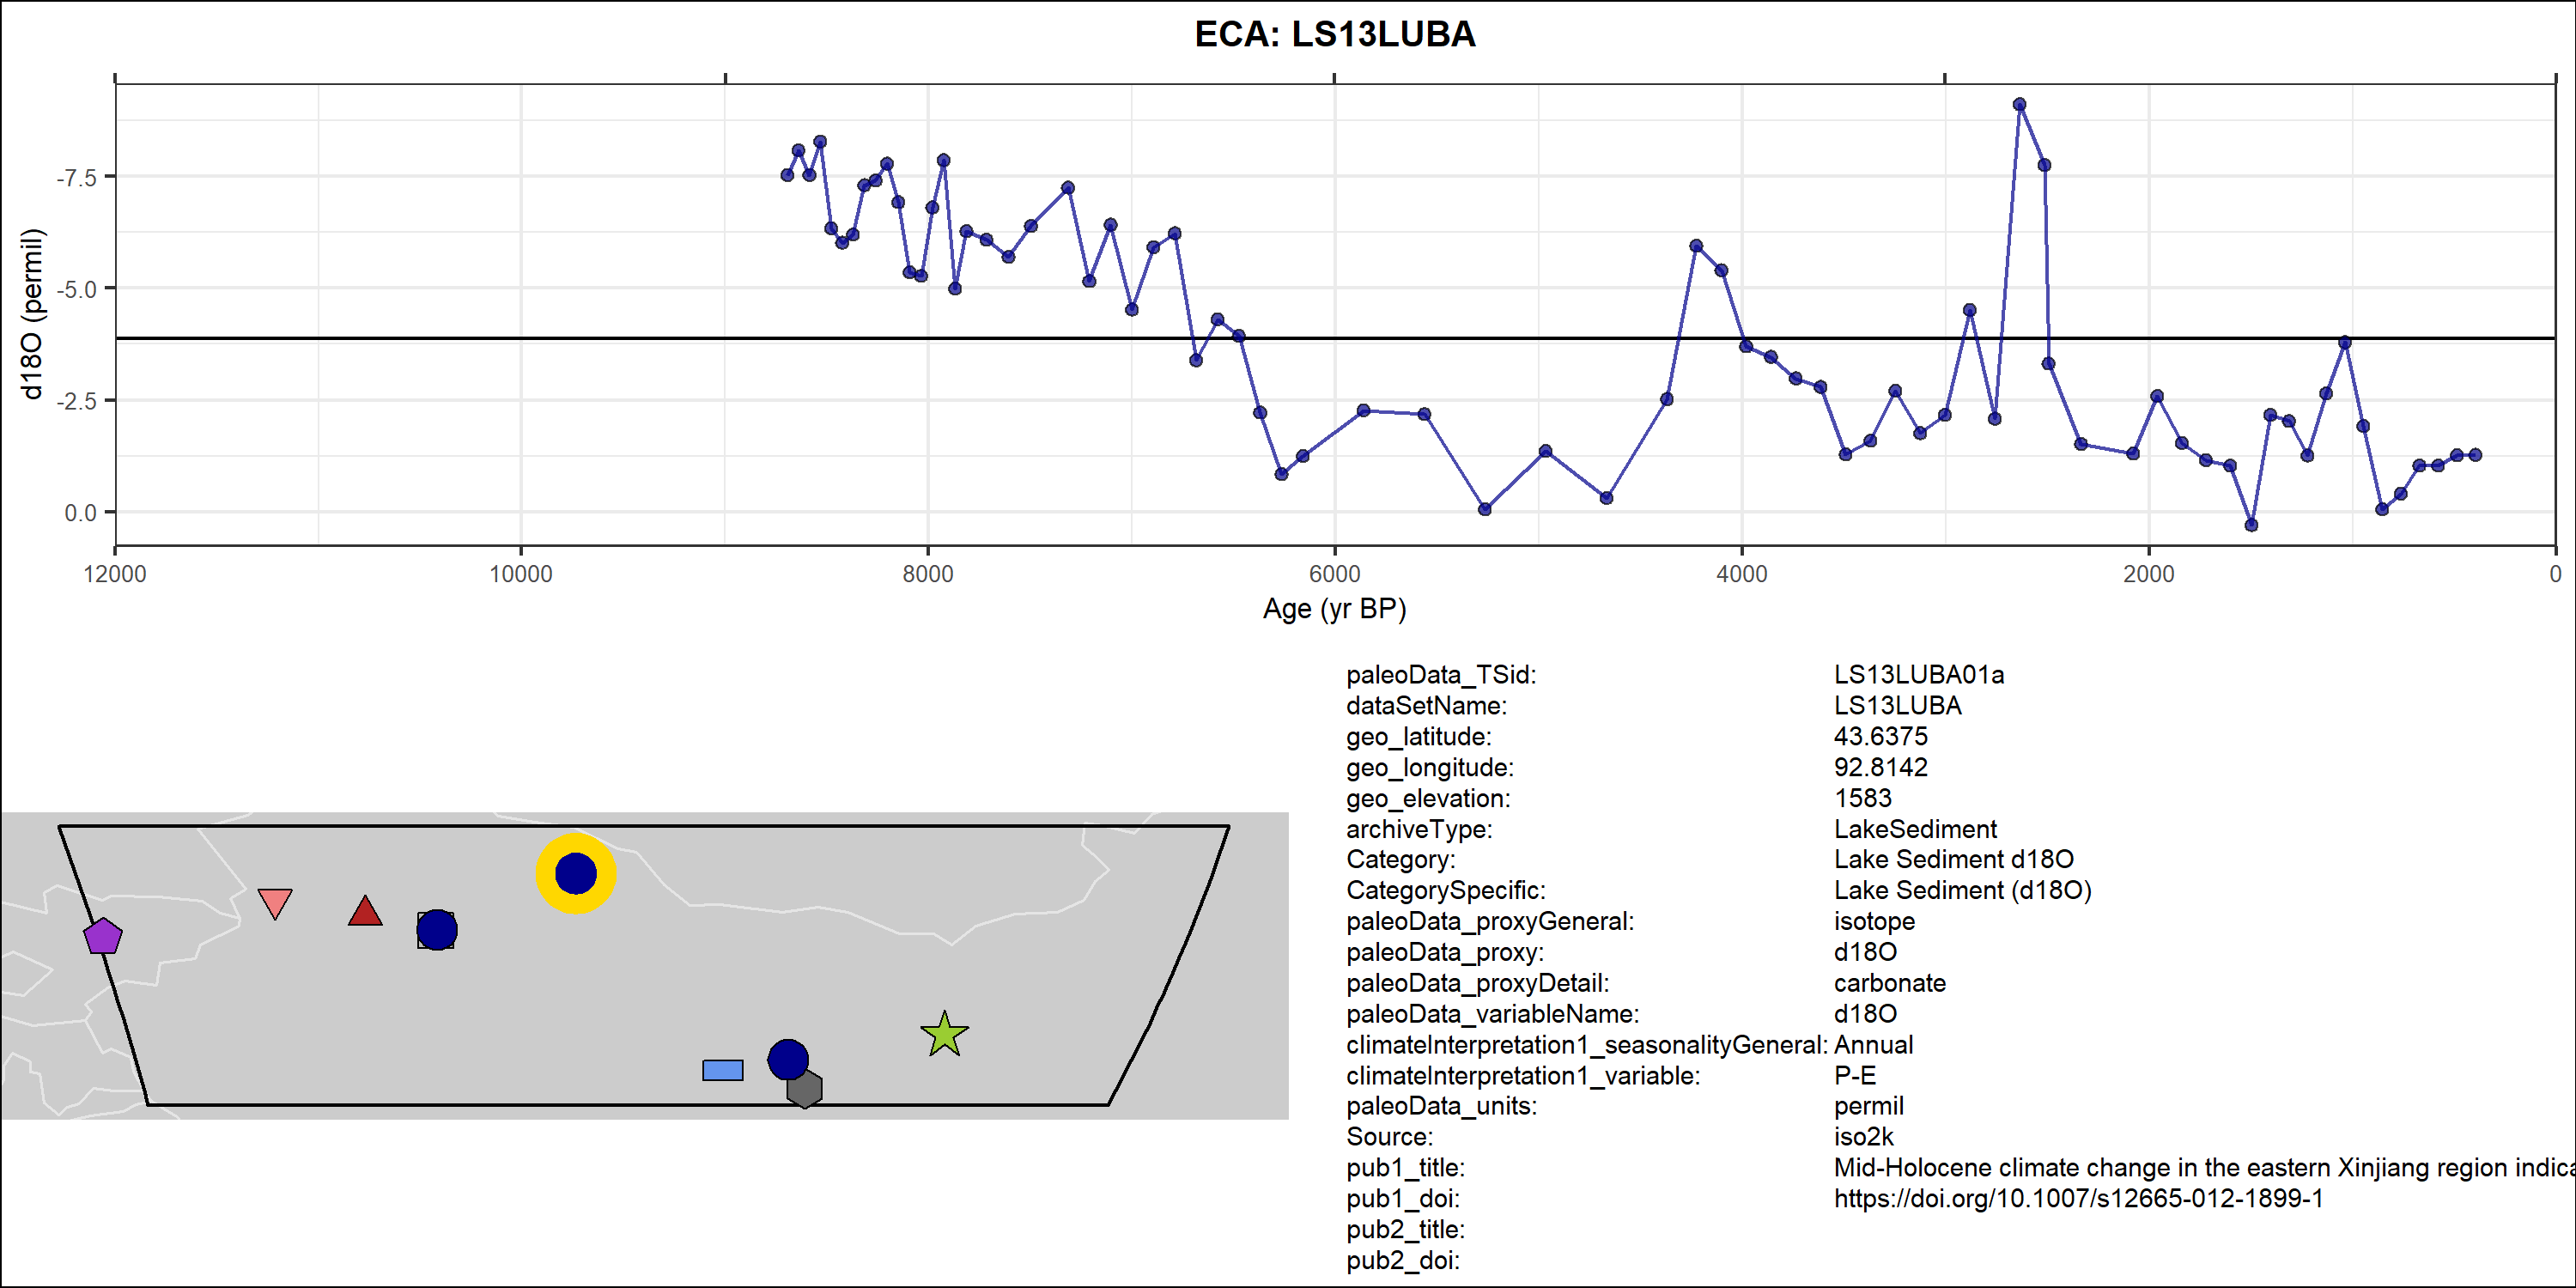 ECA: LS13LUBA
d18O (permil)
-7.5
-5.0
-2.5
0.0
12000 10000 8000 6000 4000 2000 0
Age (yr BP)
paleoData_TSid: LS13LUBA01a
dataSetName: LS13LUBA
geo_latitude: 43.6375
geo_longitude: 92.8142
geo_elevation: 1583
archiveType: LakeSediment
Category: Lake Sediment d18O
CategorySpecific: Lake Sediment (d18O)
paleoData_proxyGeneral: isotope
paleoData_proxy: d18O
paleoData_proxyDetail: carbonate
paleoData_variableName: d18O
climateInterpretation1_seasonalityGeneral: Annual
climateInterpretation1_variable: P-E
paleoData_units: permil
Source: iso2k
pub1_title: Mid-Holocene climate change in the eastern Xinjiang region indica
pub1_doi: https://doi.org/10.1007/s12665-012-1899-1
pub2_title:
pub2_doi: